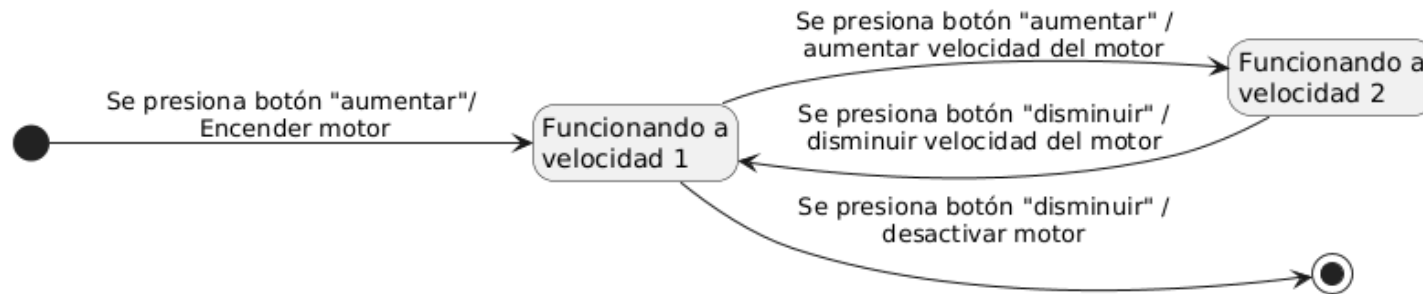 Se presiona botón "aumentar"/
Encender motor
Funcionando a
velocidad 1
Se presiona botón "aumentar" /
aumentar velocidad del motor
Se presiona botón "disminuir" /
disminuir velocidad del motor
Se presiona botón "disminuir" /
desactivar motor
Funcionando a
velocidad 2